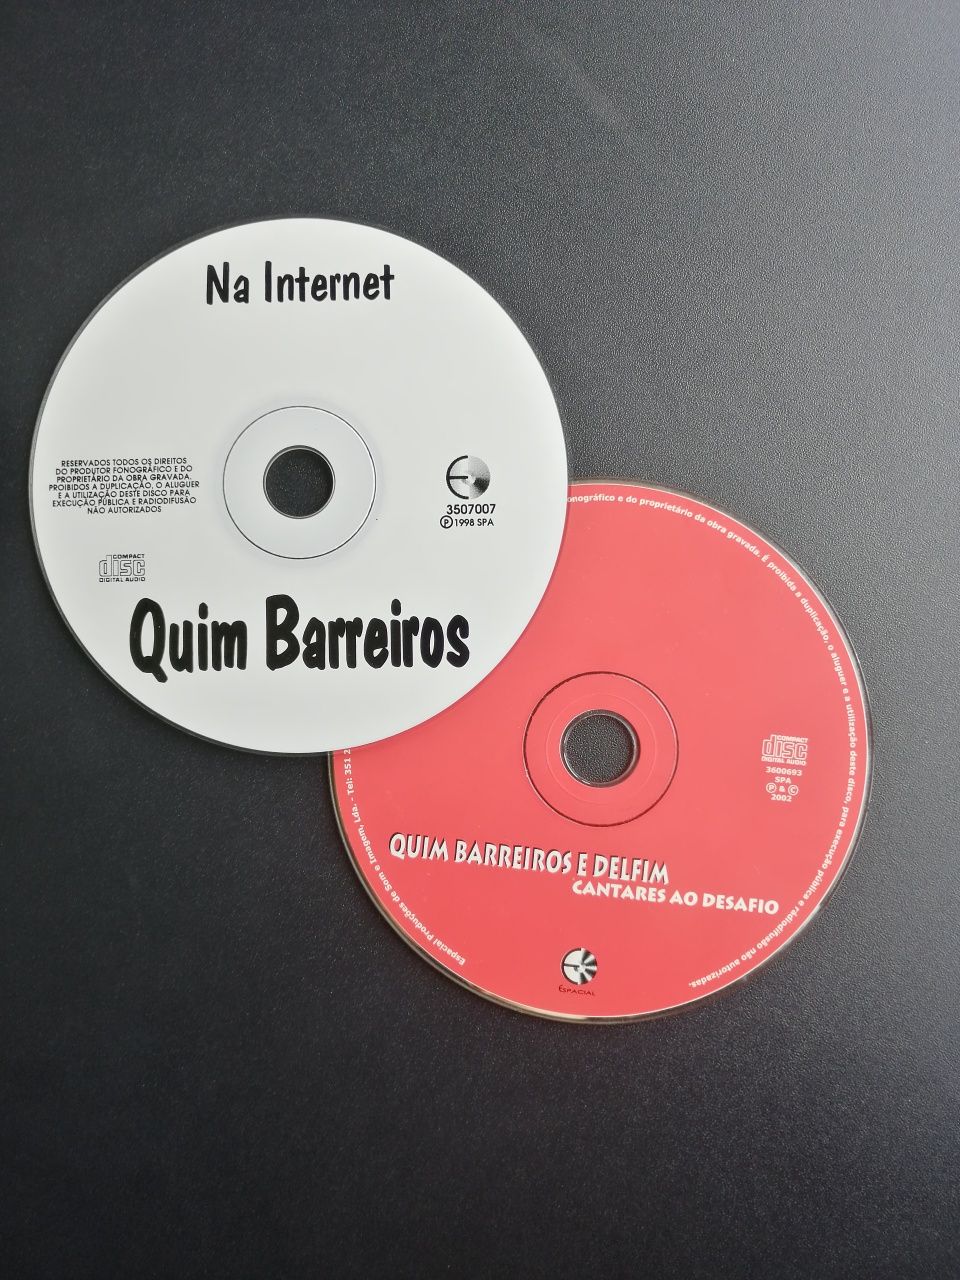 Na Internet
RESERVADOS TODOS OS DIREITOS
DO PRODUTOR FONOGRÁFICO E DO
PROPRIETÁRIO DA OBRA GRAVADA.
PROIBIDOS A DUPLICAÇÃO, O ALUGUER
E A UTILIZAÇÃO DESTE DISCO PARA
EXECUÇÃO PÚBLICA E RADIODIFUSÃO
NÃO AUTORIZADOS
3507007
Ⓟ 1998 SPA
COMPACT
disc
DIGITAL AUDIO
Quim Barreiros
onográfico e do proprietário da obra gravada. É proibida a duplicação, o aluguer e a utilização deste disco, para execução pública e rádiodifusão não autorizadas.
COMPACT
disc
DIGITAL AUDIO
3600693
SPA
Ⓟ & Ⓒ
2002
QUIM BARREIROS E DELFIM
CANTARES AO DESAFIO
ESPACIAL
Espacial Produções de Som e Imagem, Lda. - Tel: 351 2